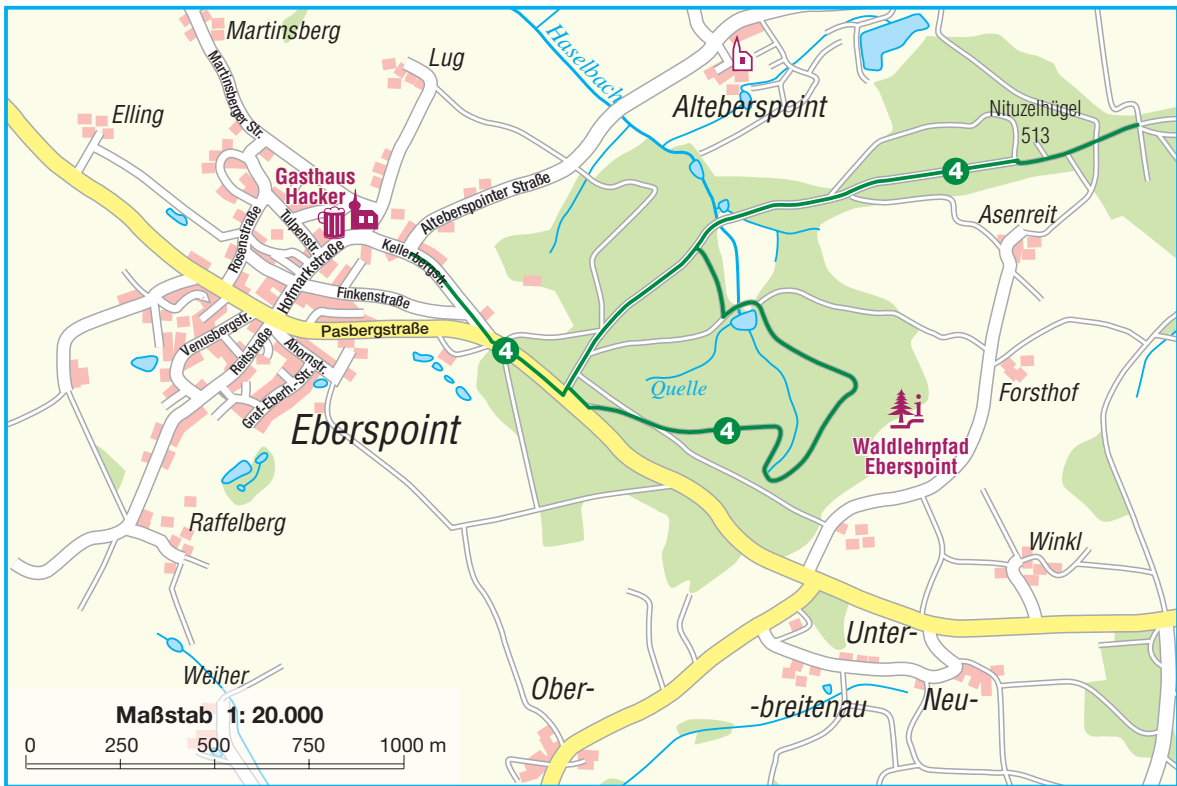 Martinsberg
Haselbach
Lug
Martinsberger Str.
Elling
Alteberspoint
Nituzelhügel
513
4
Gasthaus
Hacker
Alteberspointer Straße
Rosenstraße
Tulpenstr.
Hofmarkstraße
Kellerbergstr.
Asenreit
Finkenstraße
Pasbergstraße
Venusbergstr.
Reitstraße
Ahornstr.
Graf-Eberh.-Str.
4
Quelle
Forsthof
Eberspoint
4
i
Waldlehrpfad
Eberspoint
Raffelberg
Winkl
Unter-
Weiher
Ober-
-breitenau
Neu-
Maßstab 1: 20.000
0 250 500 750 1000 m